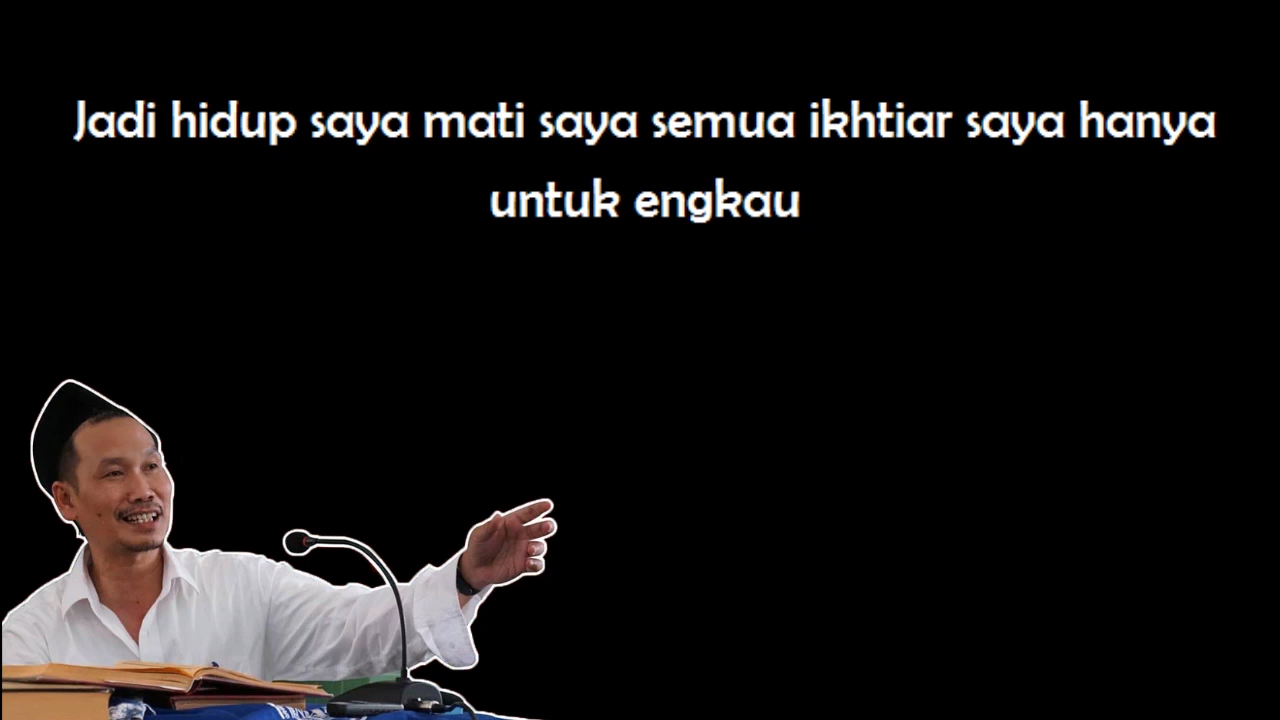 Jadi hidup saya mati saya semua ikhtiar saya hanya
untuk engkau